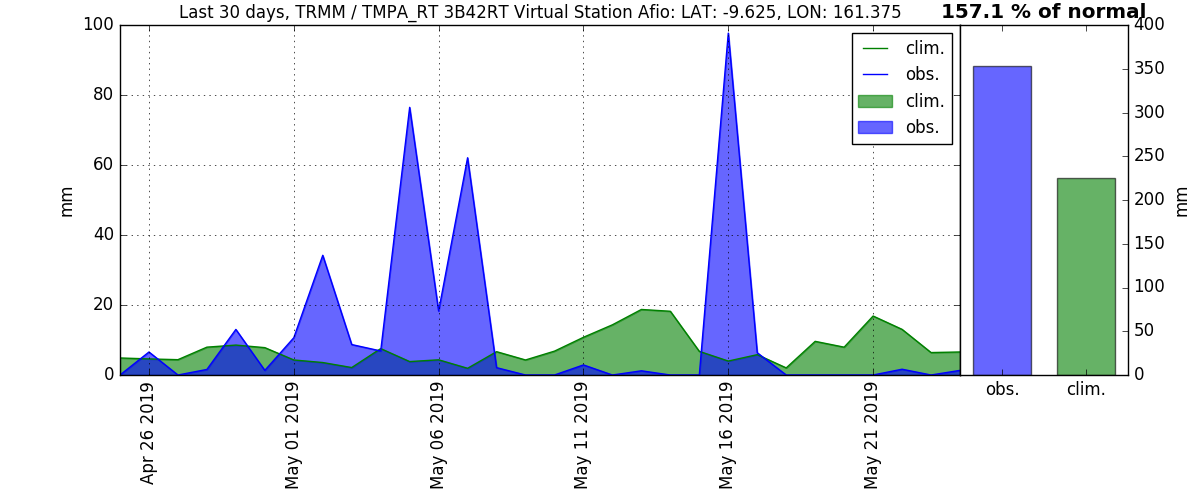 Last 30 days, TRMM / TMPA_RT 3B42RT Virtual Station Afio: LAT: -9.625, LON: 161.375
157.1 % of normal
100
80
60
40
20
0
mm
clim.
obs.
clim.
obs.
Apr 26 2019
May 01 2019
May 06 2019
May 11 2019
May 16 2019
May 21 2019
400
350
300
250
200
150
100
50
0
mm
obs.
clim.